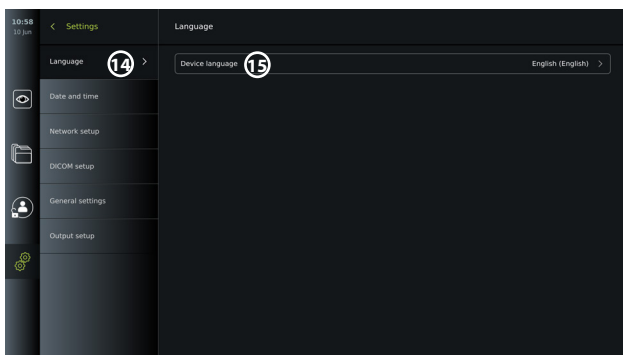 10:58
10 Jun
Settings
Language
Language
14
Device language
15
English (English)
Date and time
Network setup
DICOM setup
General settings
Output setup